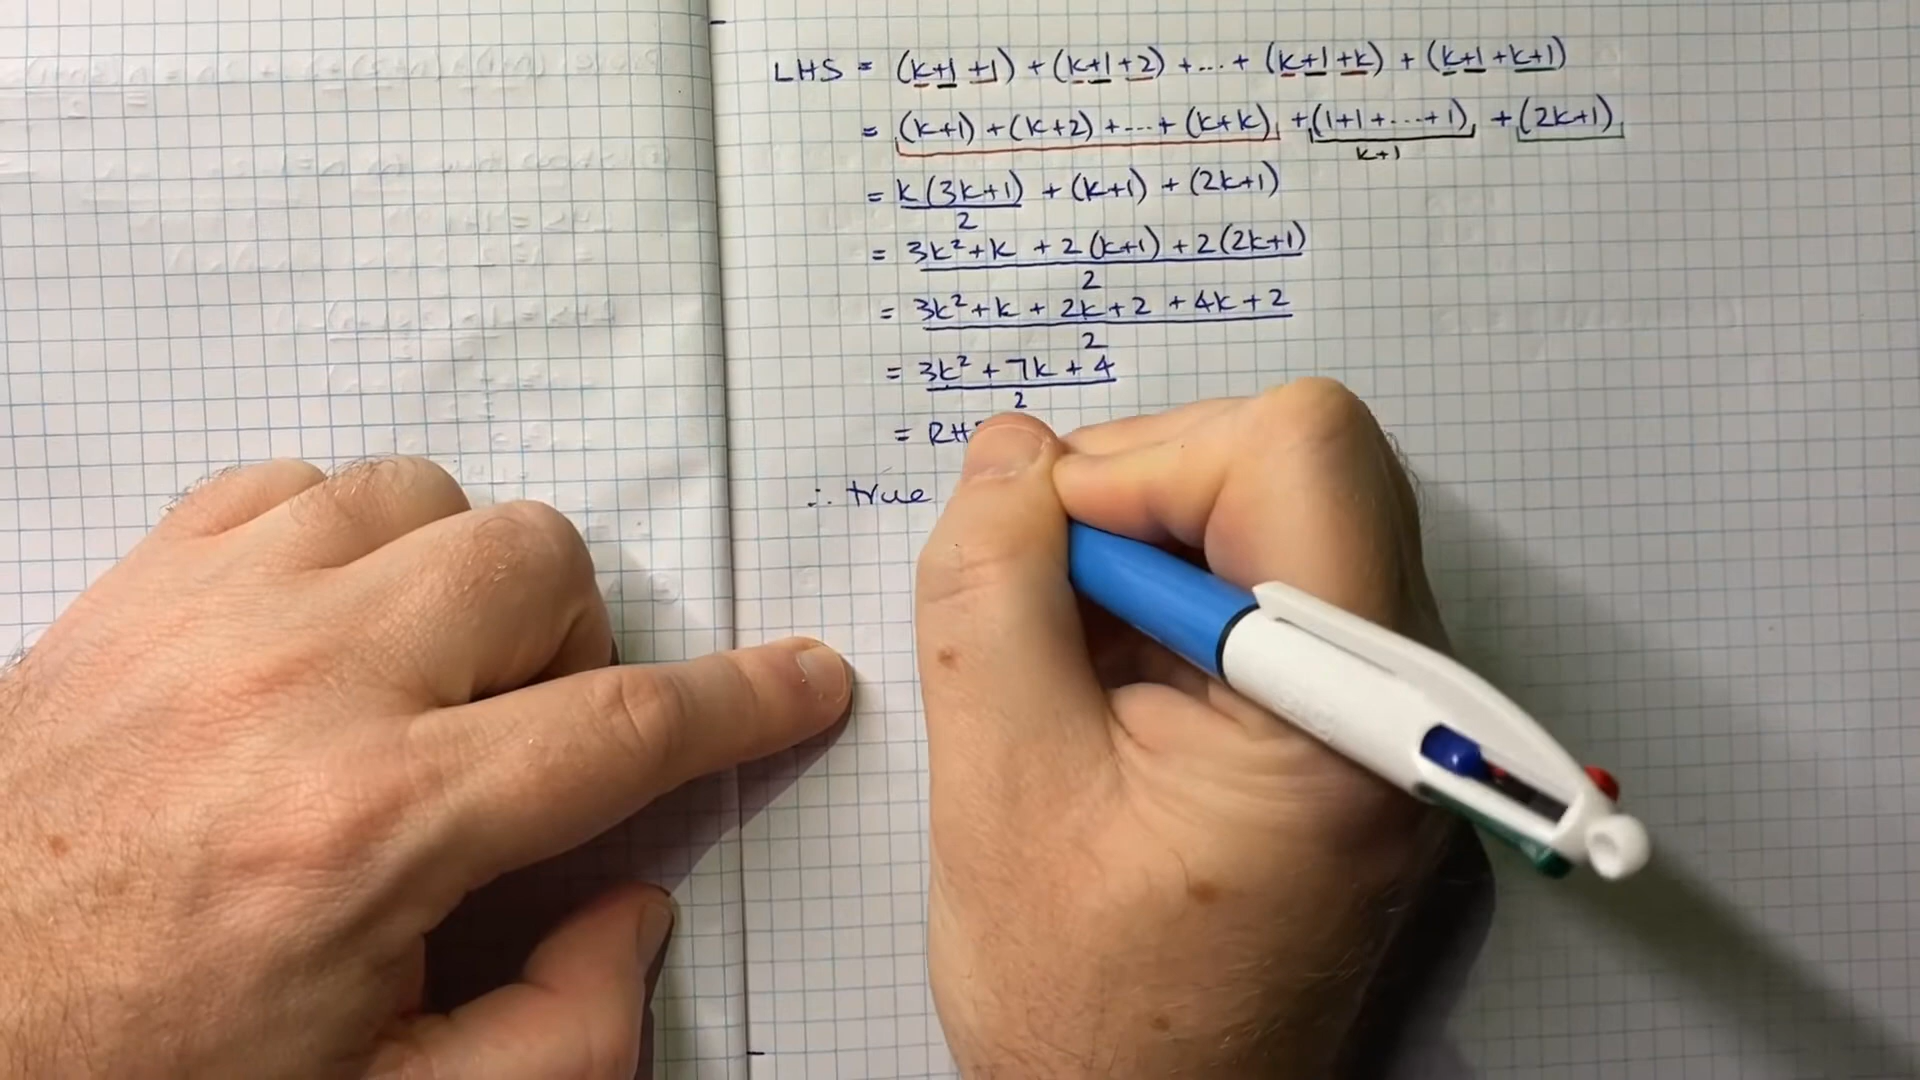 LHS = (k+1+1) + (k+1+2) + ... + (k+1+k) + (k+1+k+1)
= (k+1) + (k+2) + ... + (k+k) + (1+1+...+1) + (2k+1)
k+1
= k(3k+1) + (k+1) + (2k+1)
2
= 3k²+k + 2(k+1) + 2(2k+1)
2
= 3k²+k + 2k+2 + 4k+2
2
= 3k² + 7k + 4
2
= RHS
∴ true